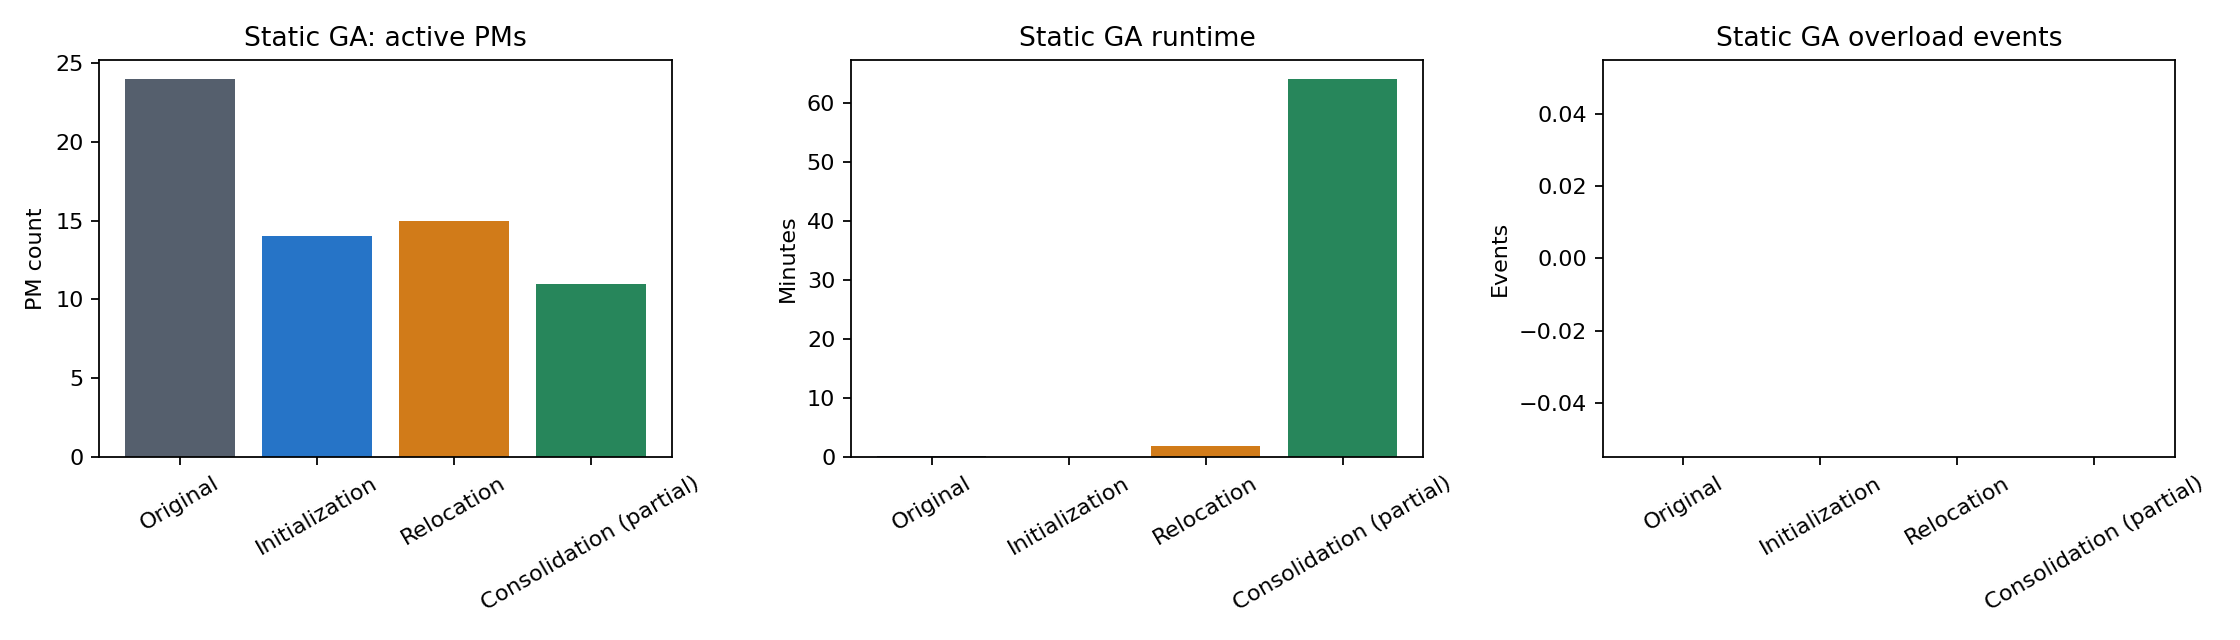 Static GA: active PMs
PM count
25
20
15
10
5
0
Original
Initialization
Relocation
Consolidation (partial)
Static GA runtime
Minutes
60
50
40
30
20
10
0
Original
Initialization
Relocation
Consolidation (partial)
Static GA overload events
Events
0.04
0.02
0.00
−0.02
−0.04
Original
Initialization
Relocation
Consolidation (partial)